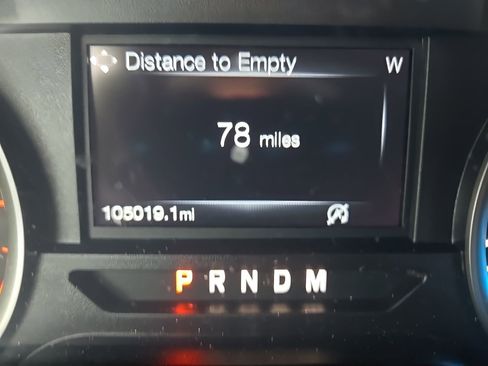 Distance to Empty W
78 miles
105019.1mi
P R N D M